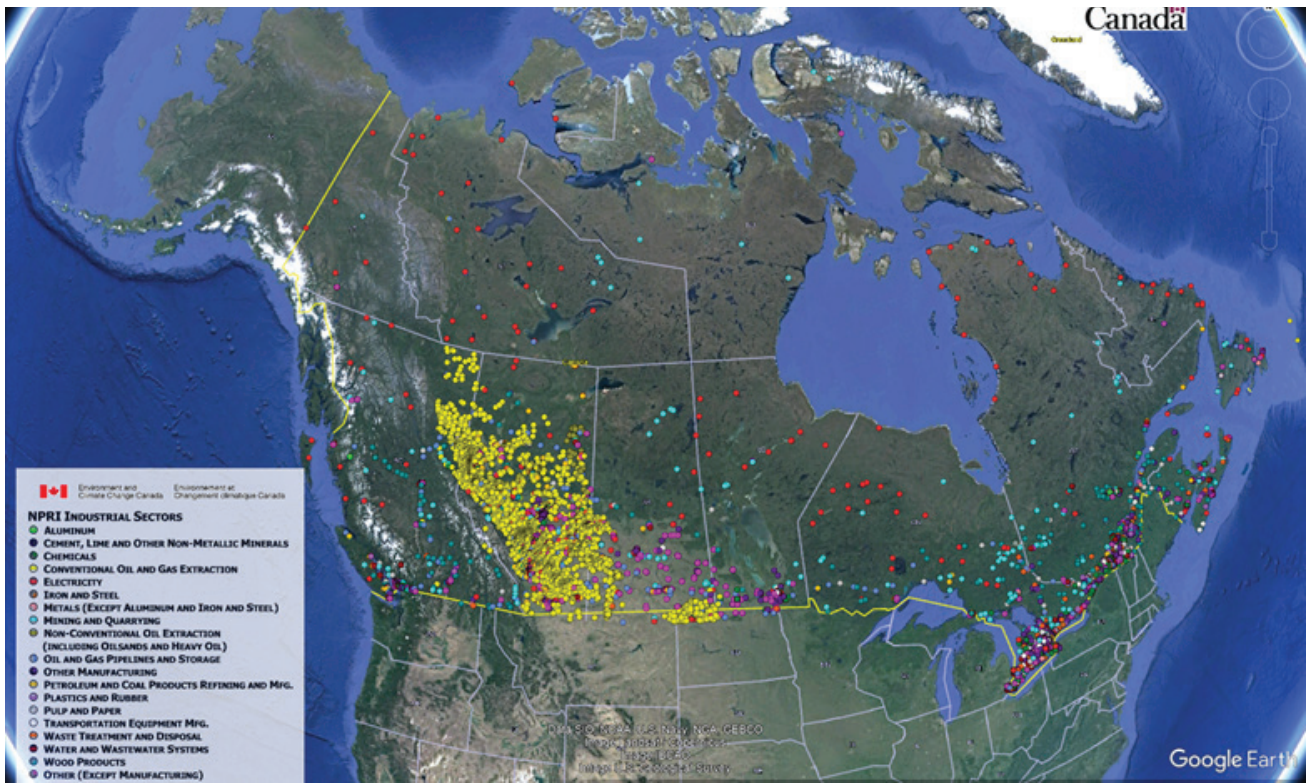 Canada
Greenland
Environment and Climate Change Canada
Environnement et Changement climatique Canada
NPRI INDUSTRIAL SECTORS
ALUMINUM
CEMENT, LIME AND OTHER NON-METALLIC MINERALS
CHEMICALS
CONVENTIONAL OIL AND GAS EXTRACTION
ELECTRICITY
IRON AND STEEL
METALS (EXCEPT ALUMINUM AND IRON AND STEEL)
MINING AND QUARRYING
NON-CONVENTIONAL OIL EXTRACTION
(INCLUDING OILSANDS AND HEAVY OIL)
OIL AND GAS PIPELINES AND STORAGE
OTHER MANUFACTURING
PETROLEUM AND COAL PRODUCTS REFINING AND MFG.
PLASTICS AND RUBBER
PULP AND PAPER
TRANSPORTATION EQUIPMENT MFG.
WASTE TREATMENT AND DISPOSAL
WATER AND WASTEWATER SYSTEMS
WOOD PRODUCTS
OTHER (EXCEPT MANUFACTURING)
U.S. Navy, NGA, GEBCO
Google Earth